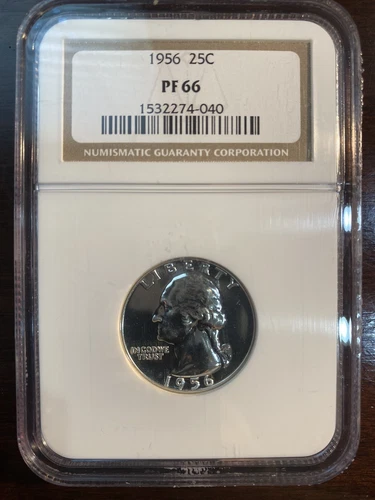 1956 25C
PF 66
1532274-040
NUMISMATIC GUARANTY CORPORATION
LIBERTY
IN GOD WE
TRUST
1956